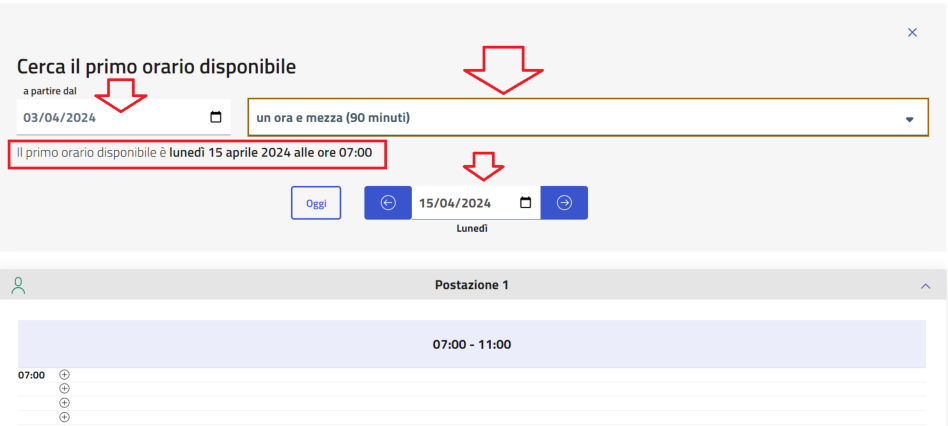 Cerca il primo orario disponibile
a partire dal
03/04/2024
un ora e mezza (90 minuti)
Il primo orario disponibile è lunedì 15 aprile 2024 alle ore 07:00
Oggi
15/04/2024
Lunedì
Postazione 1
07:00 - 11:00
07:00